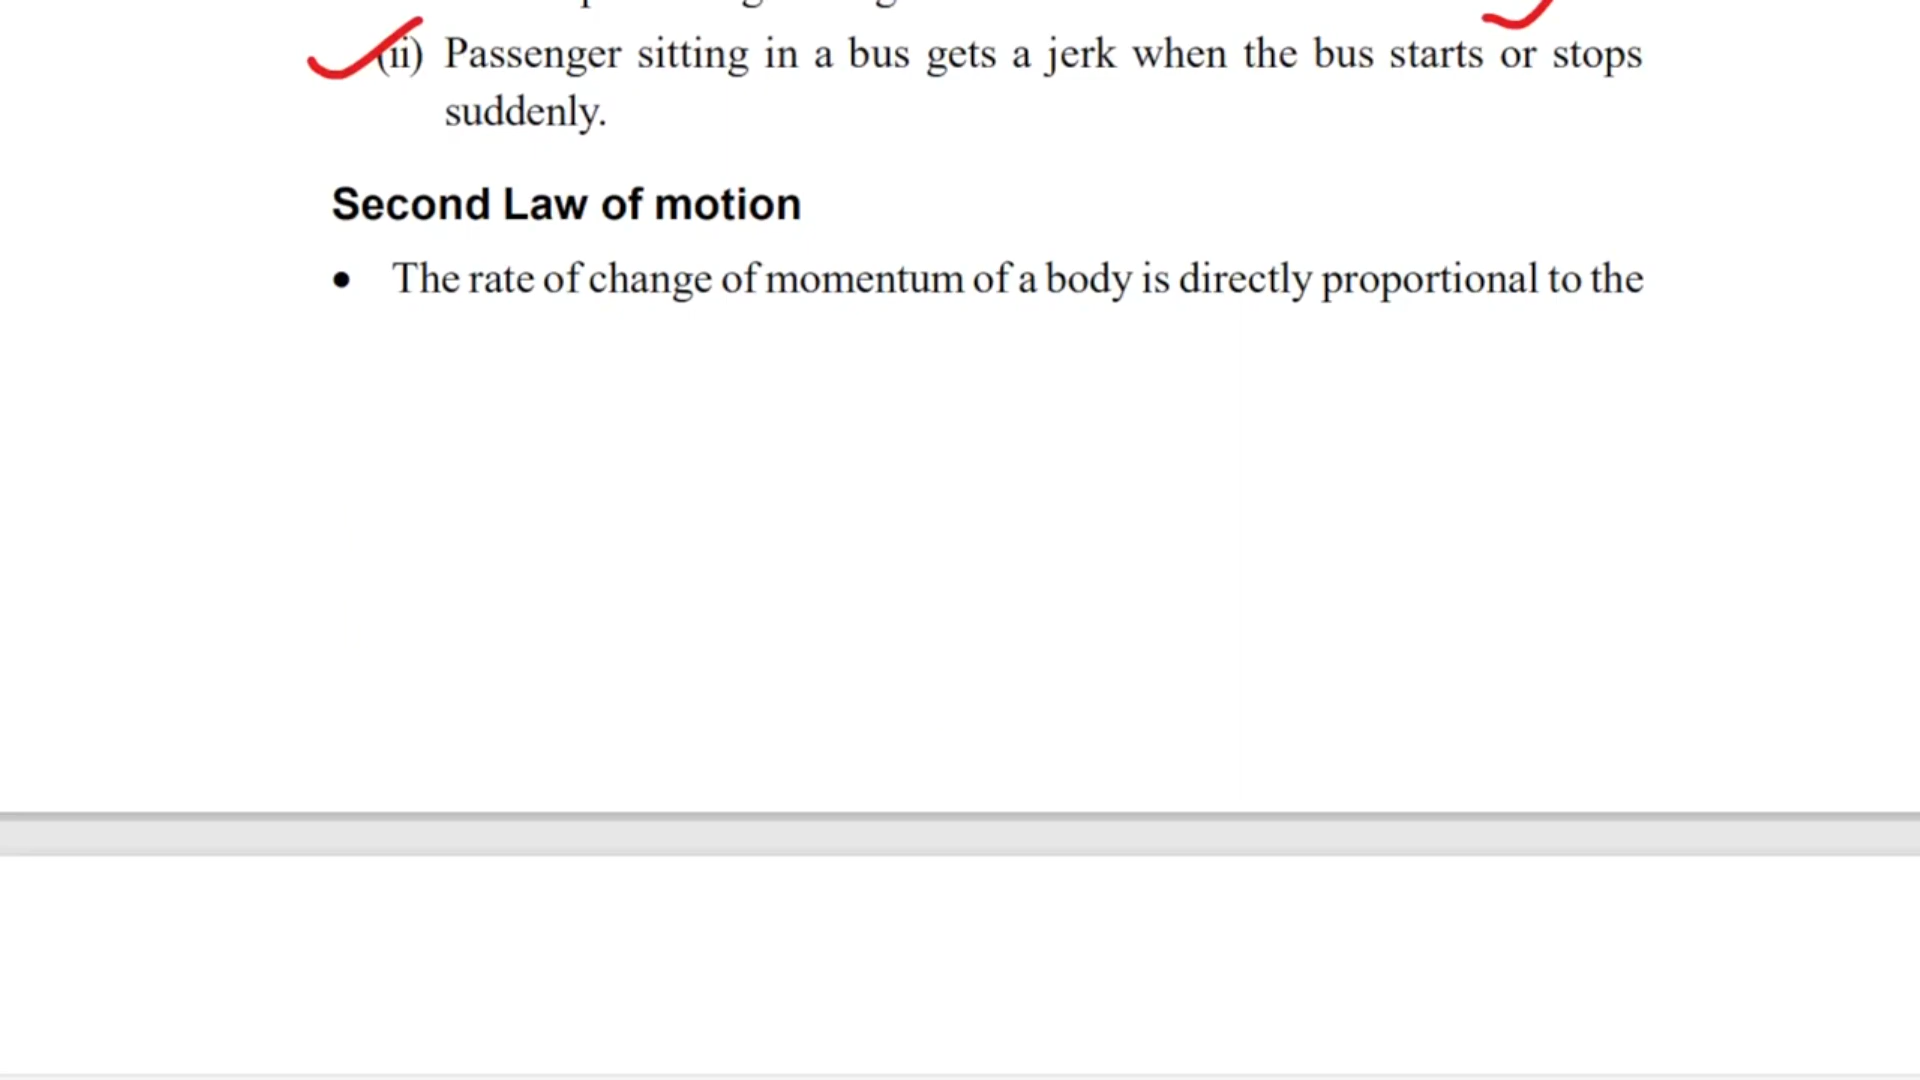 (ii) Passenger sitting in a bus gets a jerk when the bus starts or stops
suddenly.
Second Law of motion
• The rate of change of momentum of a body is directly proportional to the